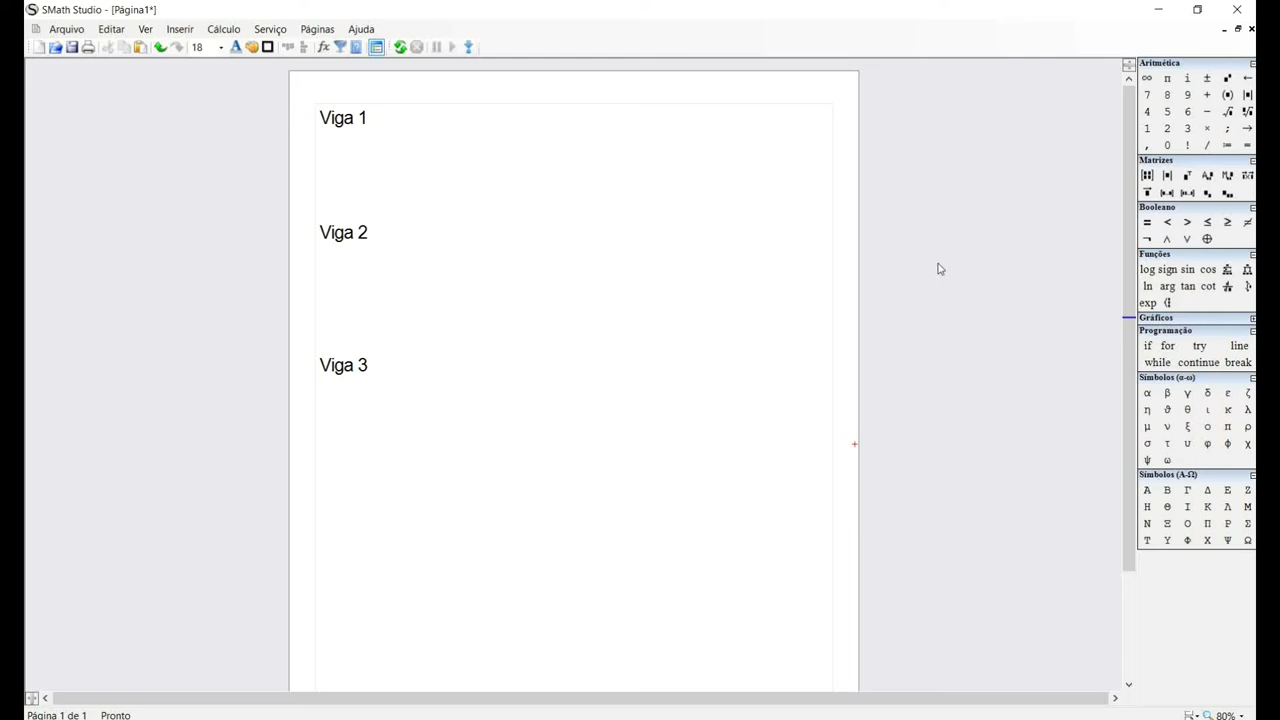 SMath Studio - [Página1*]
Arquivo Editar Ver Inserir Cálculo Serviço Páginas Ajuda
18
Viga 1
Viga 2
Viga 3
Aritmética
∞ π i ±
7 8 9 + (▪) |▪|
4 5 6 −
1 2 3 × ; →
, 0 ! / := =
Matrizes
Booleano
= < > ≤ ≥ ≠
¬ ∧ ∨ ⊕
Funções
log sign sin cos
ln arg tan cot
exp
Gráficos
Programação
if for try line
while continue break
Símbolos (α-ω)
α β γ δ ε ζ
η ϑ θ ι κ λ
μ ν ξ ο π ρ
σ τ υ φ ϕ χ
ψ ω
Símbolos (Α-Ω)
Α Β Γ Δ Ε Ζ
Η Θ Ι Κ Λ Μ
Ν Ξ Ο Π Ρ Σ
Τ Υ Φ Χ Ψ Ω
Página 1 de 1 Pronto
80%